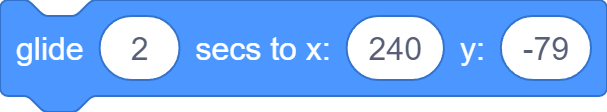 glide 2 secs to x: 240 y: -79